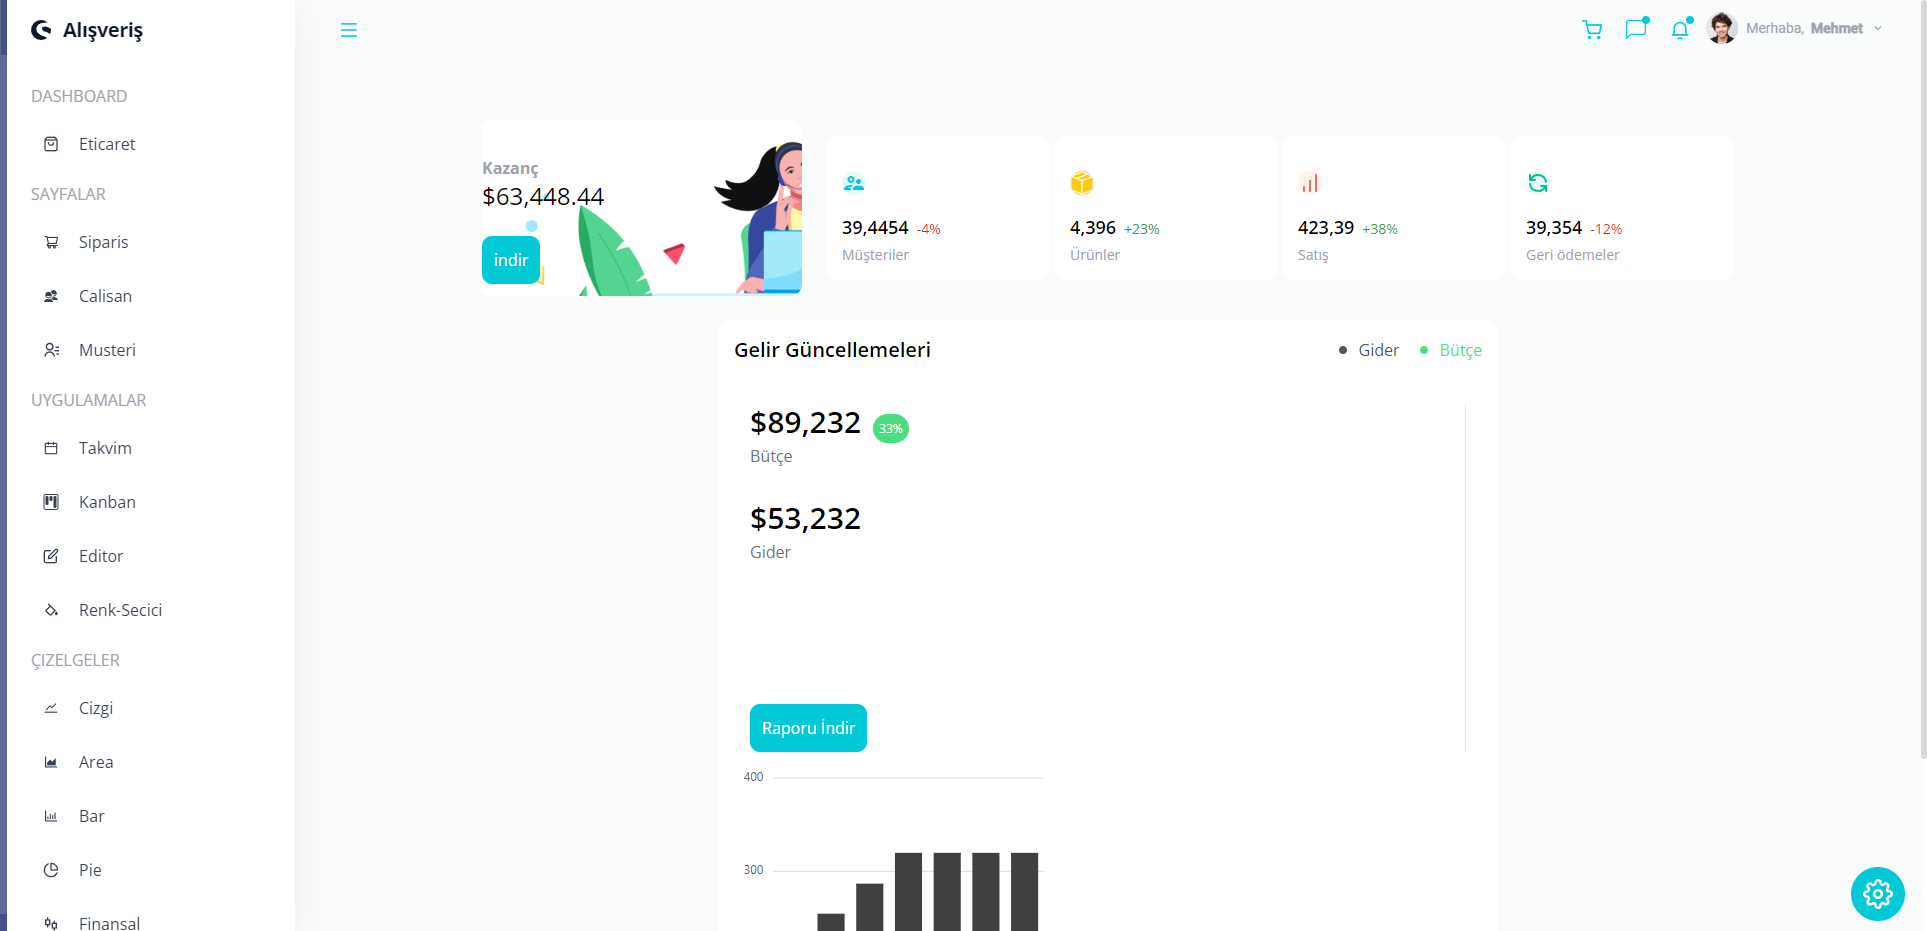 Alışveriş
Merhaba, Mehmet
DASHBOARD
Eticaret
SAYFALAR
Siparis
Calisan
Musteri
UYGULAMALAR
Takvim
Kanban
Editor
Renk-Secici
ÇIZELGELER
Cizgi
Area
Bar
Pie
Finansal
Kazanç
$63,448.44
indir
39,4454 -4%
Müşteriler
4,396 +23%
Ürünler
423,39 +38%
Satış
39,354 -12%
Geri ödemeler
Gelir Güncellemeleri
Gider
Bütçe
$89,232 33%
Bütçe
$53,232
Gider
Raporu İndir
400
300